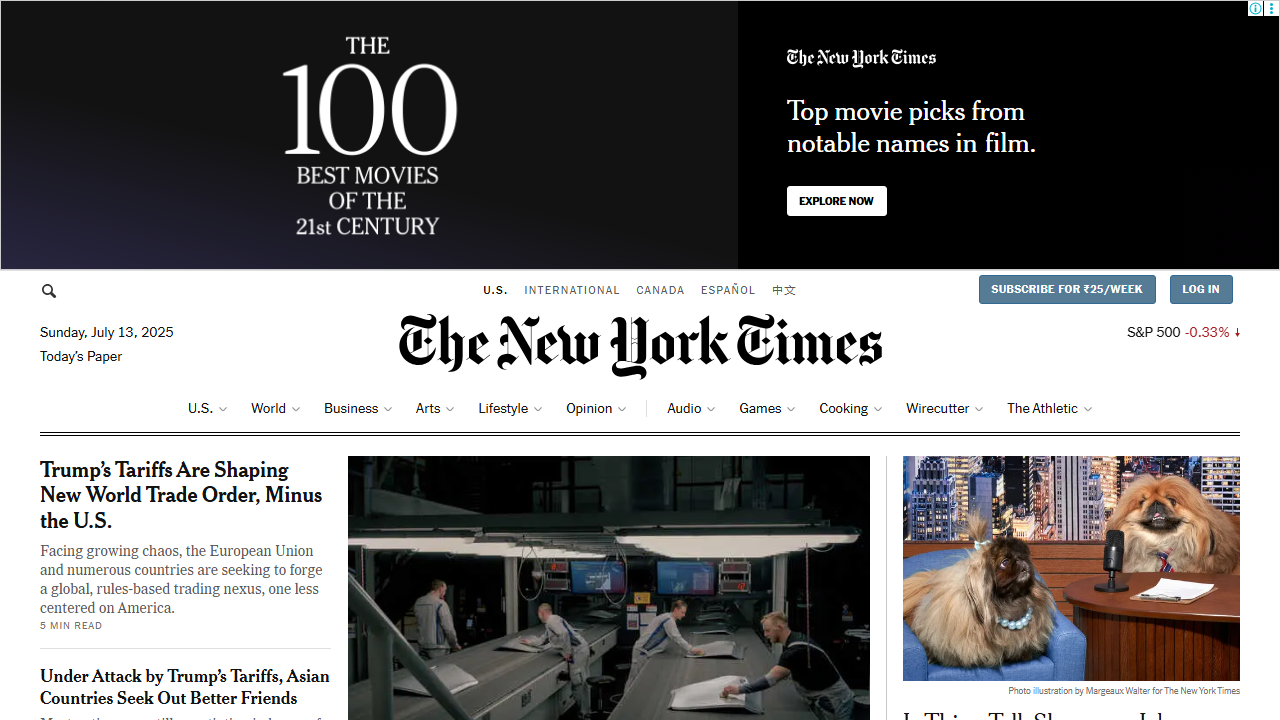 THE
100
BEST MOVIES
OF THE
21st CENTURY
The New York Times
Top movie picks from
notable names in film.
EXPLORE NOW
U.S. INTERNATIONAL CANADA ESPAÑOL 中文
SUBSCRIBE FOR ₹25/WEEK LOG IN
Sunday, July 13, 2025
Today's Paper
The New York Times
S&P 500 -0.33%
U.S. World Business Arts Lifestyle Opinion Audio Games Cooking Wirecutter The Athletic
Trump's Tariffs Are Shaping
New World Trade Order, Minus
the U.S.
Facing growing chaos, the European Union
and numerous countries are seeking to forge
a global, rules-based trading nexus, one less
centered on America.
5 MIN READ
Under Attack by Trump's Tariffs, Asian
Countries Seek Out Better Friends
Photo illustration by Margeaux Walter for The New York Times